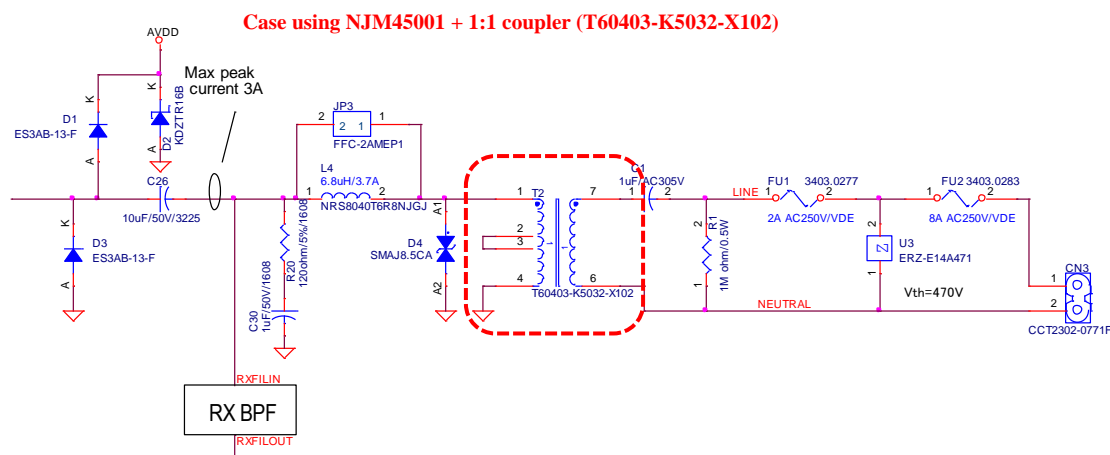 Case using NJM45001 + 1:1 coupler (T60403-K5032-X102)
AVDD
Max peak
current 3A
K
K
D1
ES3AB-13-F
A
A
D2
KDZTR16B
JP3
2
2 1
1
FFC-2AMEP1
C26
10uF/50V/3225
L4
6.8uH/3.7A
1
2
NRS8040T6R8NJGJ
K
D3
ES3AB-13-F
A
R20
120ohm/5%/1608
C30
1uF/50V/1608
A1
D4
SMAJ8.5CA
A2
1
T2
7
2
3
4
6
T60403-K5032-X102
C1
1uF/AC305V
LINE
2
R1
1M ohm/0.5W
1
NEUTRAL
FU1
3403.0277
1
2
2A AC250V/VDE
FU2 3403.0283
1
2
8A AC250V/VDE
2
Z
U3
ERZ-E14A471
1
Vth=470V
CN3
1
2
CCT2302-0771F
RXFILIN
RX BPF
RXFILOUT